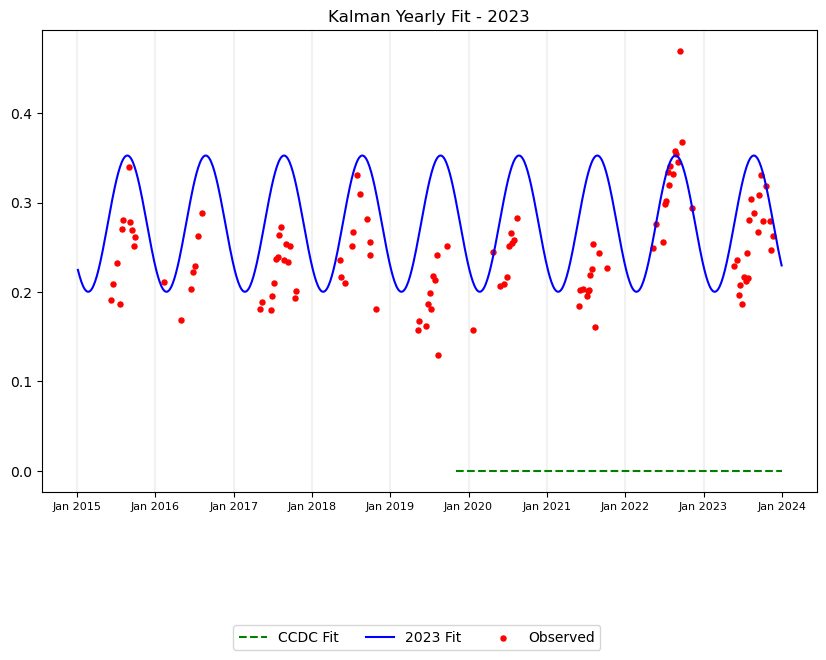 Kalman Yearly Fit - 2023
0.4
0.3
0.2
0.1
0.0
Jan 2015 Jan 2016 Jan 2017 Jan 2018 Jan 2019 Jan 2020 Jan 2021 Jan 2022 Jan 2023 Jan 2024
CCDC Fit 2023 Fit Observed